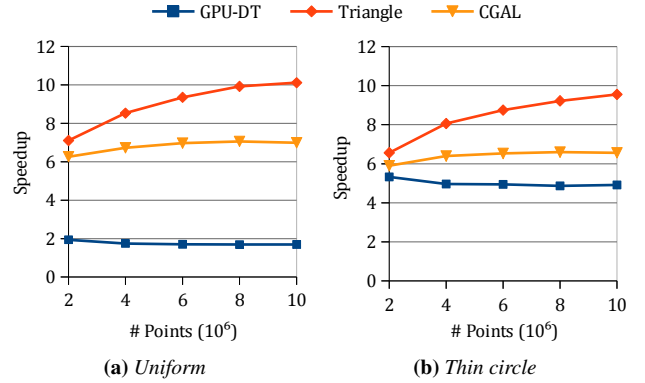 GPU-DT Triangle CGAL
12
10
8
6
4
2
0
Speedup
2 4 6 8 10
# Points (10⁶)
(a) Uniform
12
10
8
6
4
2
12
Speedup
2 4 6 8 10
# Points (10⁶)
(b) Thin circle